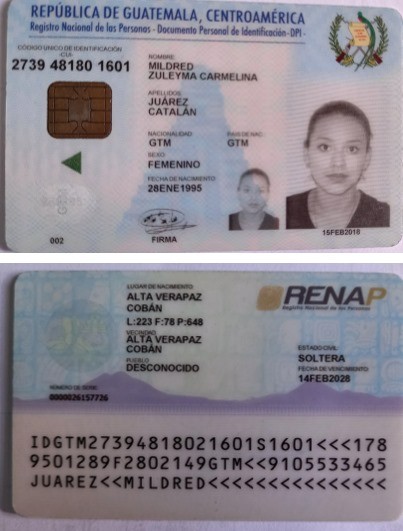 REPÚBLICA DE GUATEMALA, CENTROAMÉRICA
Registro Nacional de las Personas - Documento Personal de Identificación - DPI -
CÓDIGO ÚNICO DE IDENTIFICACIÓN
-CUI-
2739 48180 1601
NOMBRE
MILDRED
ZULEYMA CARMELINA
APELLIDOS
JUÁREZ
CATALÁN
NACIONALIDAD
GTM
PAÍS DE NAC.
GTM
SEXO
FEMENINO
FECHA DE NACIMIENTO
28ENE1995
002
FIRMA
15FEB2018
LUGAR DE NACIMIENTO
ALTA VERAPAZ
COBÁN
L:223 F:78 P:648
VECINDAD
ALTA VERAPAZ
COBÁN
PUEBLO
DESCONOCIDO
RENAP
Registro Nacional de las Personas
ESTADO CIVIL
SOLTERA
FECHA DE VENCIMIENTO
14FEB2028
NÚMERO DE SERIE
0000026157726
IDGTM27394818021601S1601<<<178
9501289F2802149GTM<<9105533465
JUAREZ<<MILDRED<<<<<<<<<<<<<<<